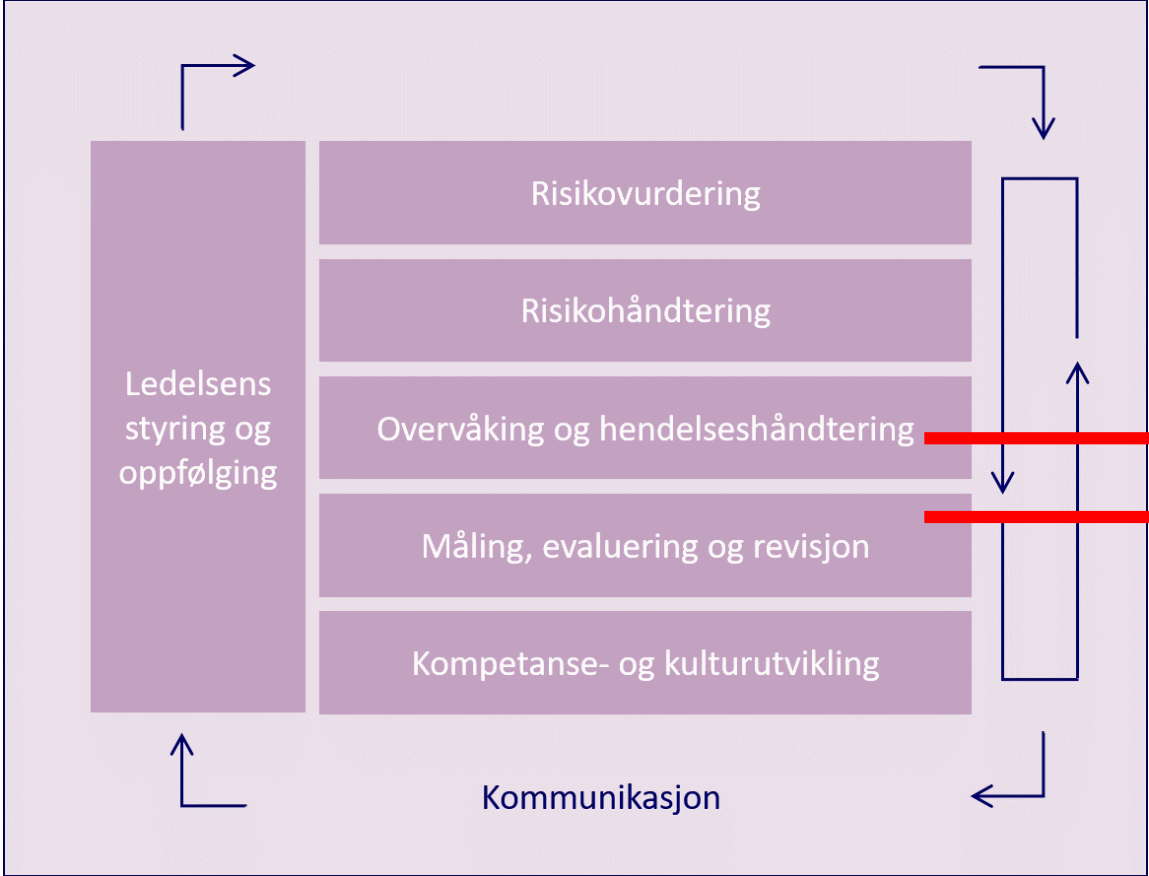 Risikovurdering
Risikohåndtering
Ledelsens
styring og
oppfølging
Overvåking og hendelseshåndtering
Måling, evaluering og revisjon
Kompetanse- og kulturutvikling
Kommunikasjon